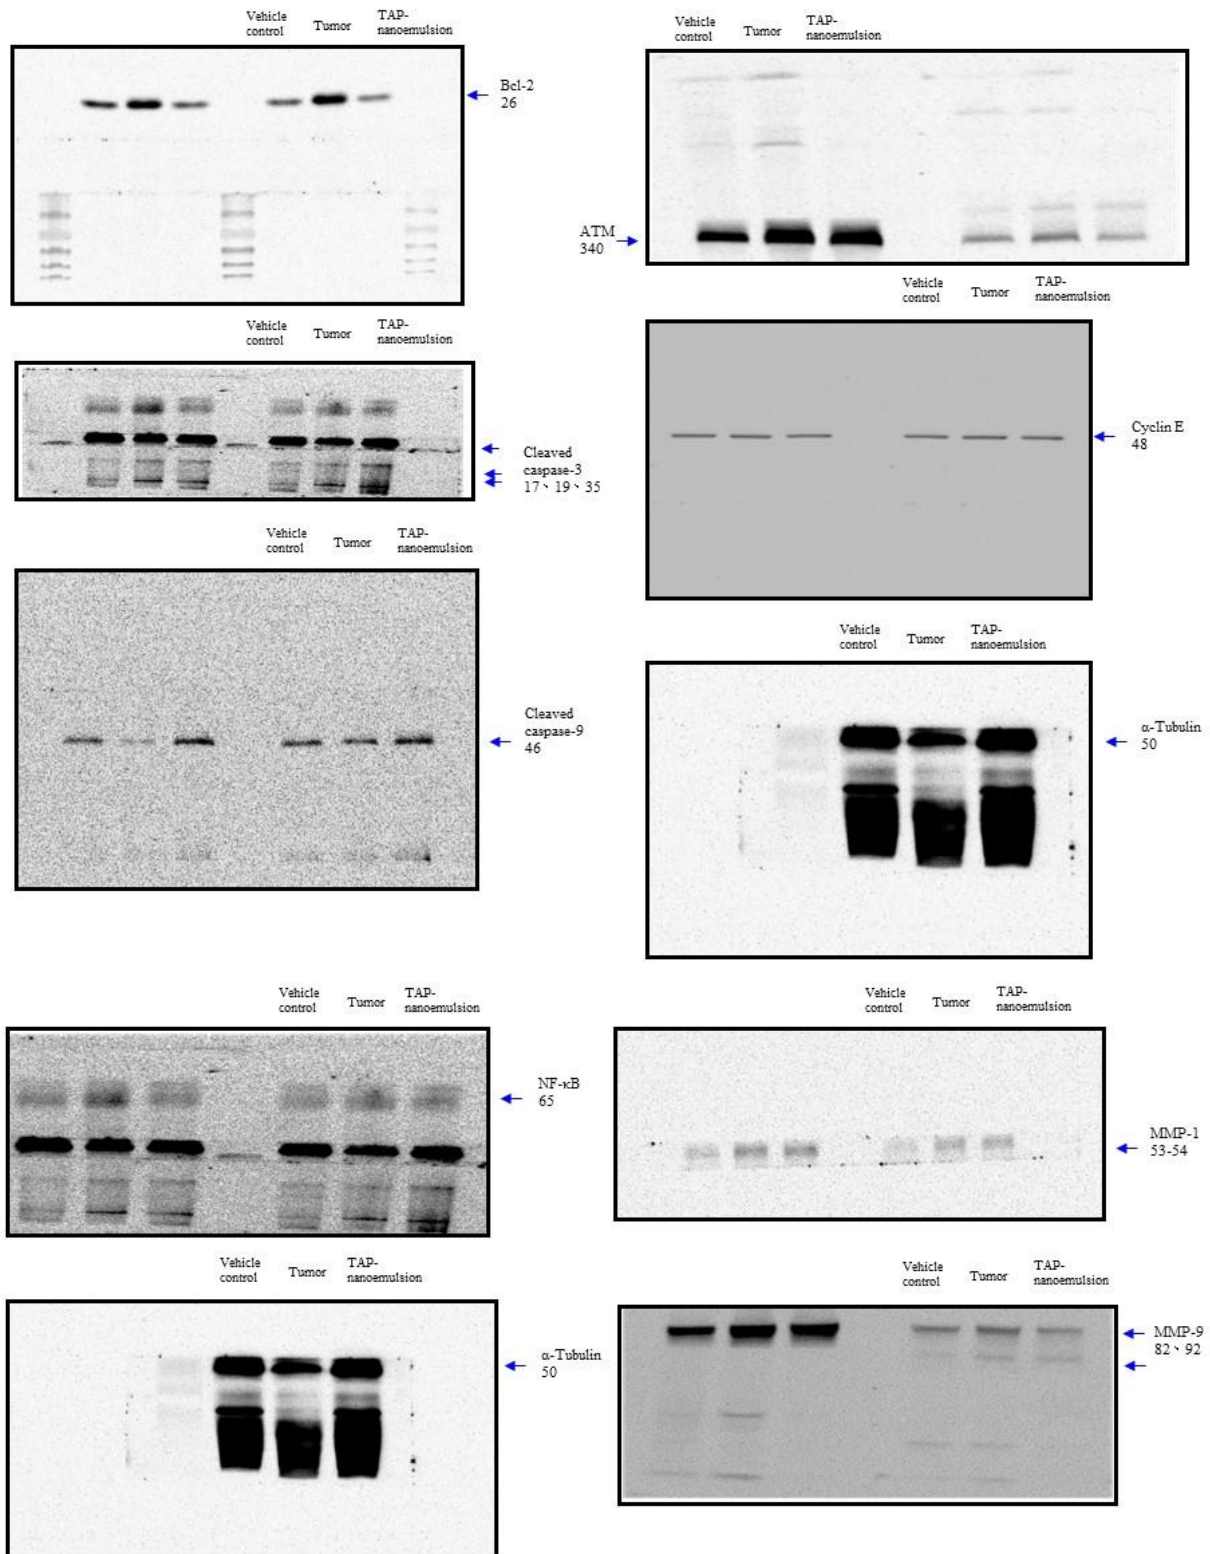 Vehicle
control
Tumor
TAP-
nanoemulsion
Bcl-2
26
Vehicle
control
Tumor
TAP-
nanoemulsion
ATM
340
Vehicle
control
Tumor
TAP-
nanoemulsion
Cleaved
caspase-3
17、19、35
Vehicle
control
Tumor
TAP-
nanoemulsion
Cyclin E
48
Vehicle
control
Tumor
TAP-
nanoemulsion
Cleaved
caspase-9
46
Vehicle
control
Tumor
TAP-
nanoemulsion
α-Tubulin
50
Vehicle
control
Tumor
TAP-
nanoemulsion
NF-κB
65
Vehicle
control
Tumor
TAP-
nanoemulsion
MMP-1
53-54
Vehicle
control
Tumor
TAP-
nanoemulsion
α-Tubulin
50
Vehicle
control
Tumor
TAP-
nanoemulsion
MMP-9
82、92